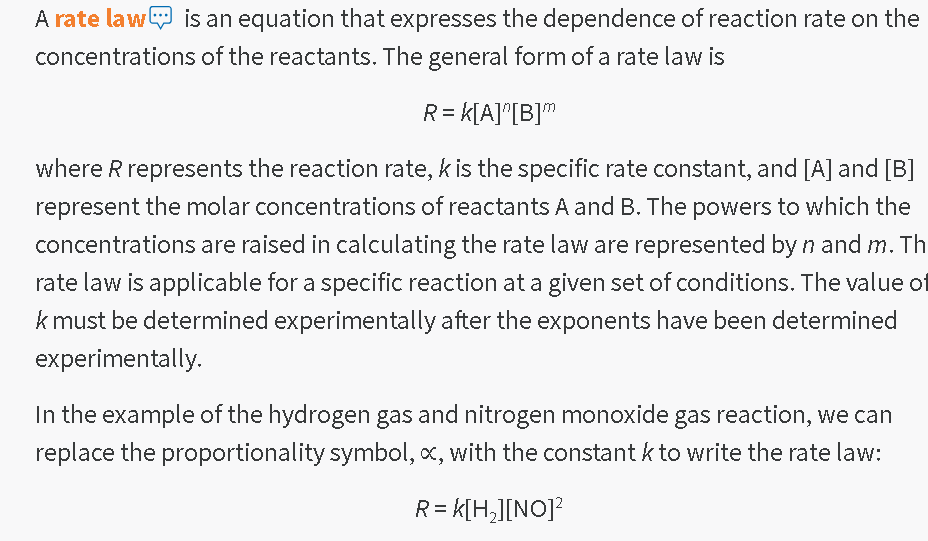 A rate law is an equation that expresses the dependence of reaction rate on the
concentrations of the reactants. The general form of a rate law is
R = k[A]ⁿ[B]ᵐ
where R represents the reaction rate, k is the specific rate constant, and [A] and [B]
represent the molar concentrations of reactants A and B. The powers to which the
concentrations are raised in calculating the rate law are represented by n and m. Th
rate law is applicable for a specific reaction at a given set of conditions. The value of
k must be determined experimentally after the exponents have been determined
experimentally.
In the example of the hydrogen gas and nitrogen monoxide gas reaction, we can
replace the proportionality symbol, ∝, with the constant k to write the rate law:
R = k[H₂][NO]²